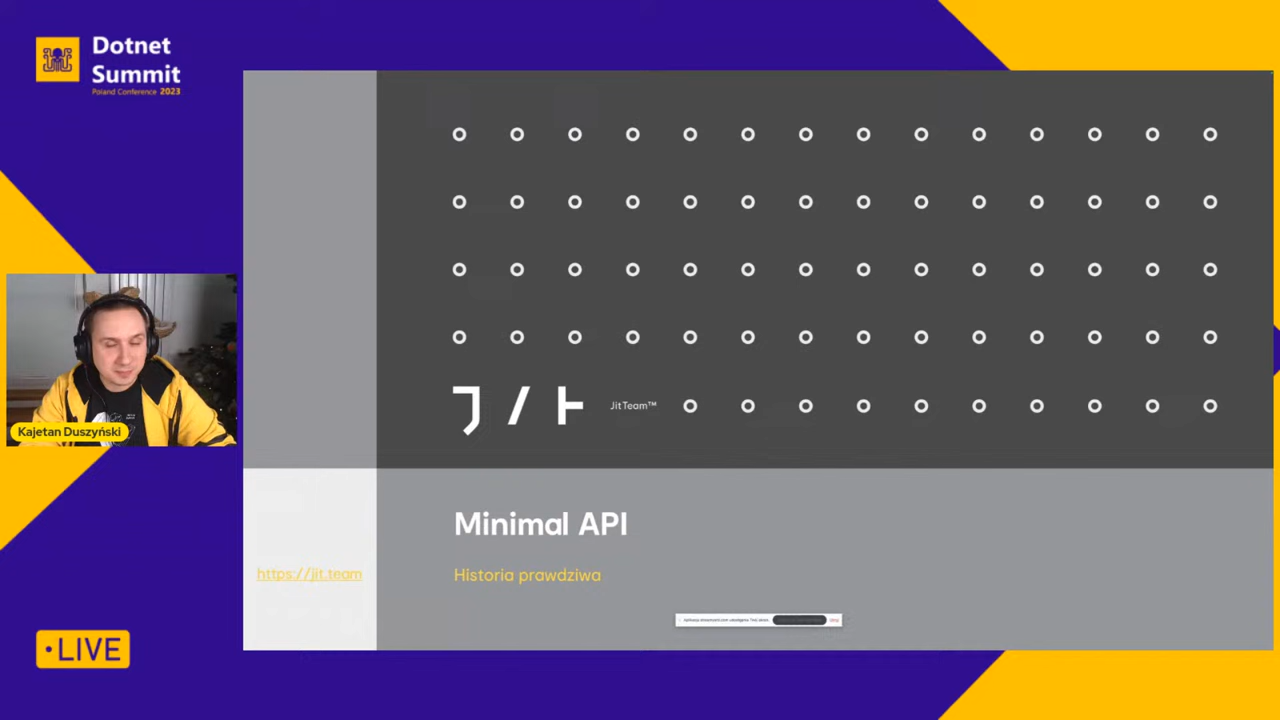 Dotnet
Summit
Poland Conference 2023
JitTeam™
Minimal API
https://jit.team
Historia prawdziwa
Kajetan Duszyński
• LIVE